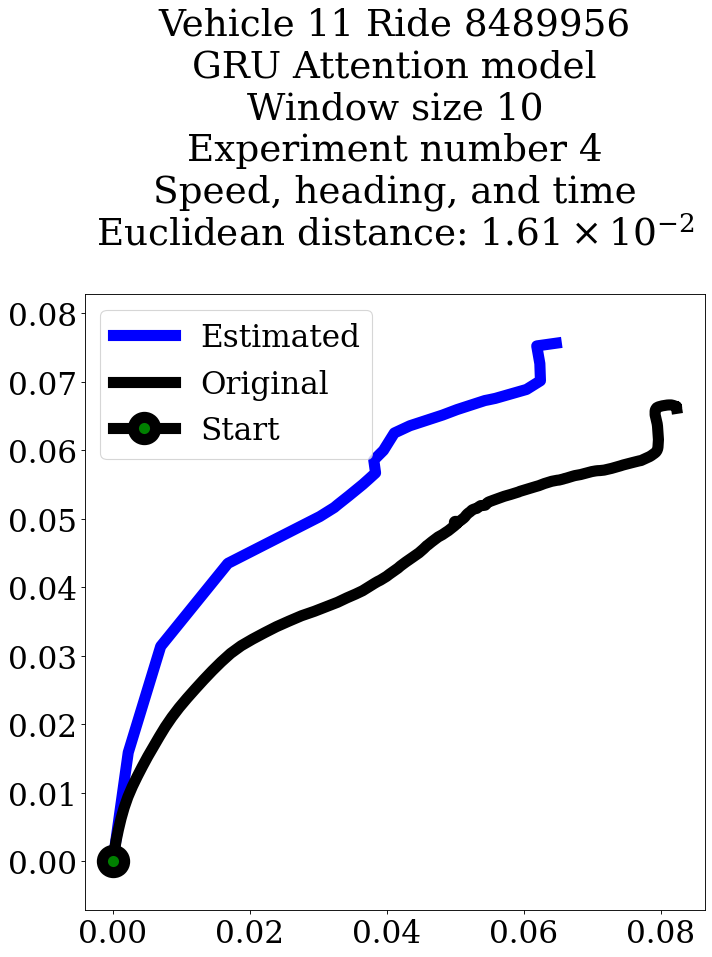 Vehicle 11 Ride 8489956
GRU Attention model
Window size 10
Experiment number 4
Speed, heading, and time
Euclidean distance: 1.61 × 10⁻²
0.08
0.07
0.06
0.05
0.04
0.03
0.02
0.01
0.00
Estimated
Original
Start
0.00 0.02 0.04 0.06 0.08